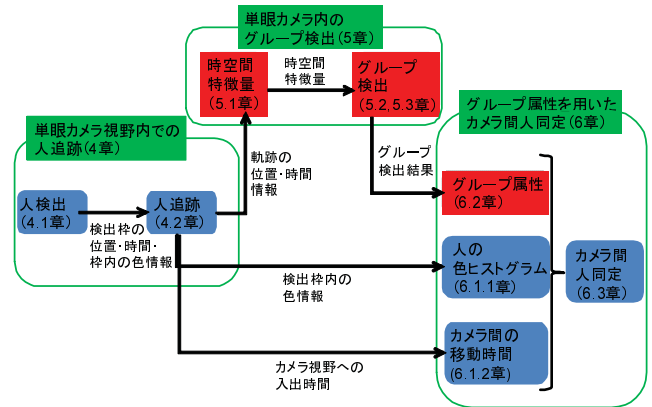 単眼カメラ内の
グループ検出(5章)
時空間
特徴量
(5.1章)
時空間
特徴量
グループ
検出
(5.2,5.3章)
グループ属性を用いた
カメラ間人同定(6章)
単眼カメラ視野内での
人追跡(4章)
軌跡の
位置・時間
情報
グループ
検出結果
人検出
(4.1章)
人追跡
(4.2章)
検出枠の
位置・時間・
枠内の色情報
グループ属性
(6.2章)
人の
色ヒストグラム
(6.1.1章)
カメラ間
人同定
(6.3章)
検出枠内の
色情報
カメラ間の
移動時間
(6.1.2章)
カメラ視野への
入出時間